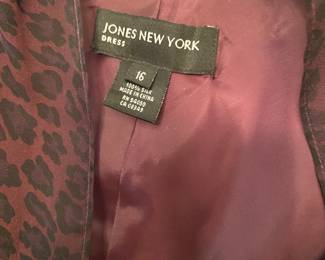 JONES NEW YORK
DRESS
16
100% SILK
MADE IN CHINA